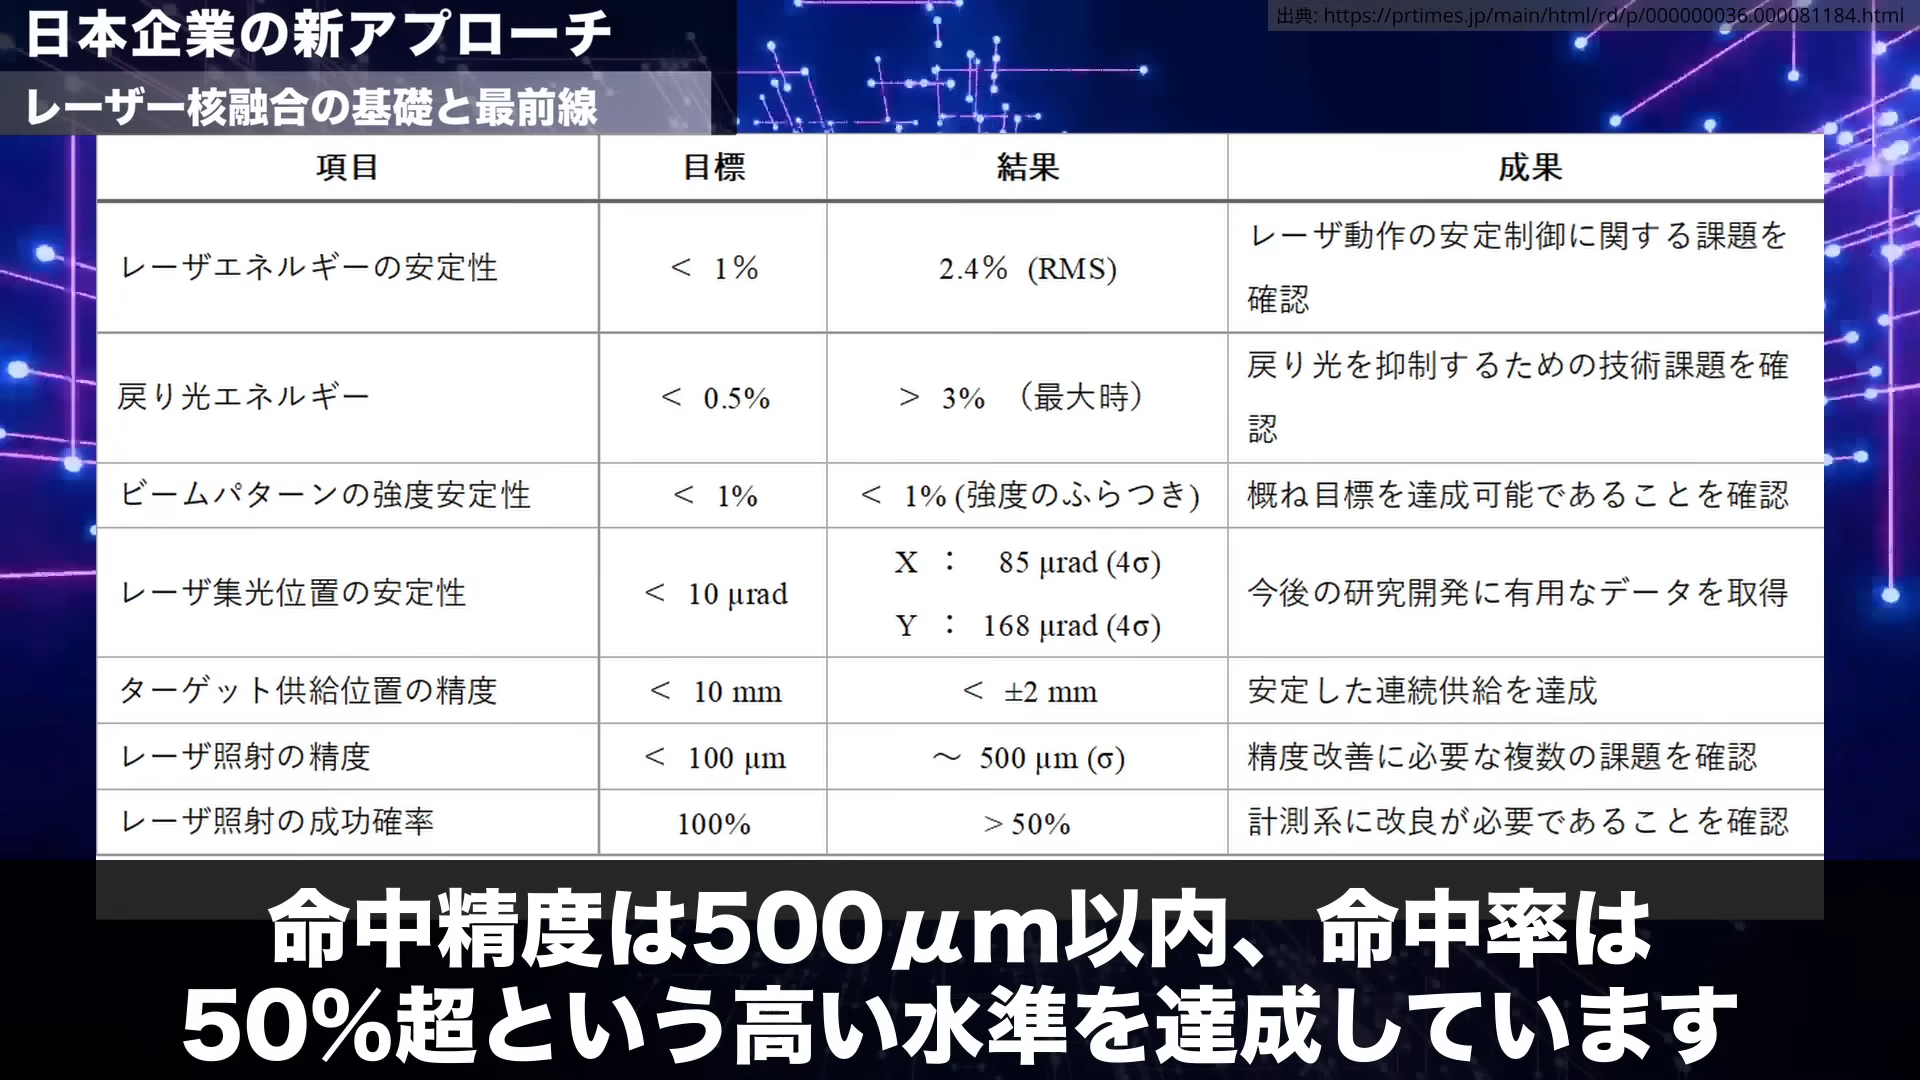 日本企業の新アプローチ
出典: https://prtimes.jp/main/html/rd/p/000000036.000081184.html
レーザー核融合の基礎と最前線
項目 目標 結果 成果
レーザエネルギーの安定性 < 1% 2.4% (RMS) レーザ動作の安定制御に関する課題を
確認
戻り光エネルギー < 0.5% > 3% （最大時） 戻り光を抑制するための技術課題を確
認
ビームパターンの強度安定性 < 1% < 1% (強度のふらつき) 概ね目標を達成可能であることを確認
レーザ集光位置の安定性 < 10 μrad X ： 85 μrad (4σ) 今後の研究開発に有用なデータを取得
Y ： 168 μrad (4σ)
ターゲット供給位置の精度 < 10 mm < ±2 mm 安定した連続供給を達成
レーザ照射の精度 < 100 μm ～ 500 μm (σ) 精度改善に必要な複数の課題を確認
レーザ照射の成功確率 100% > 50% 計測系に改良が必要であることを確認
命中精度は500μm以内、命中率は
50%超という高い水準を達成しています